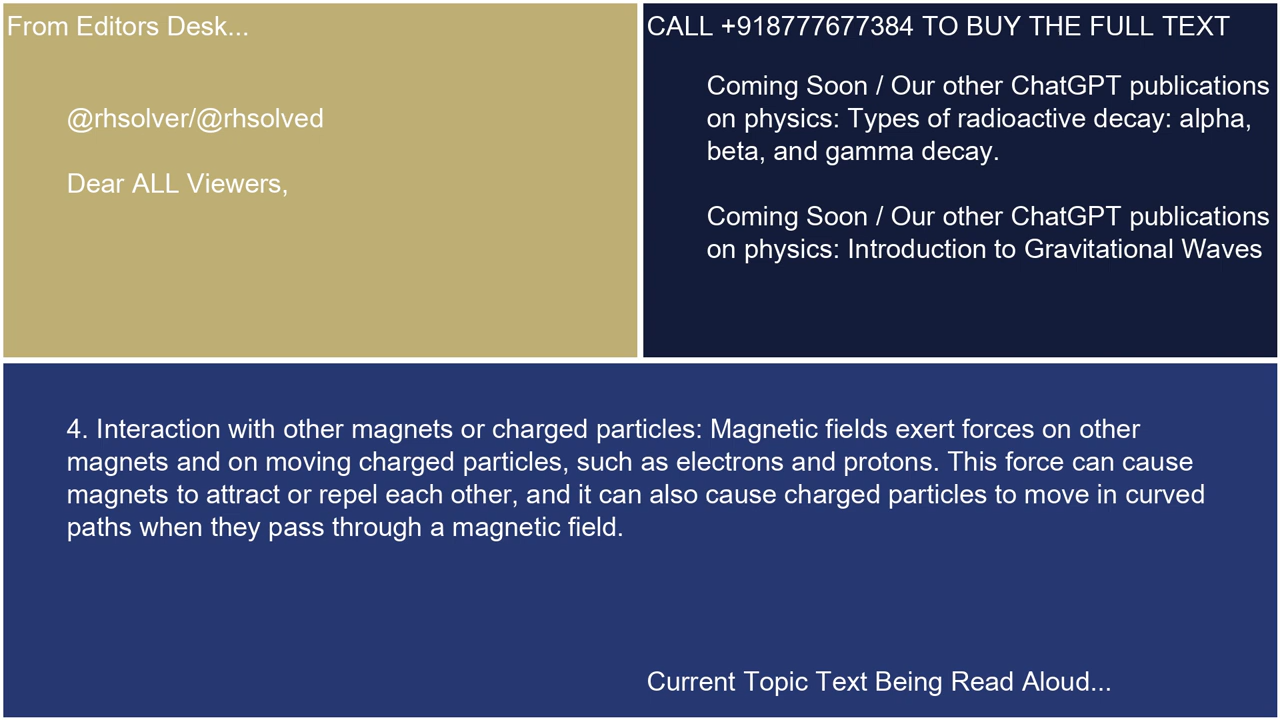 From Editors Desk...
@rhsolver/@rhsolved
Dear ALL Viewers,
CALL +918777677384 TO BUY THE FULL TEXT
Coming Soon / Our other ChatGPT publications
on physics: Types of radioactive decay: alpha,
beta, and gamma decay.
Coming Soon / Our other ChatGPT publications
on physics: Introduction to Gravitational Waves
4. Interaction with other magnets or charged particles: Magnetic fields exert forces on other
magnets and on moving charged particles, such as electrons and protons. This force can cause
magnets to attract or repel each other, and it can also cause charged particles to move in curved
paths when they pass through a magnetic field.
Current Topic Text Being Read Aloud...